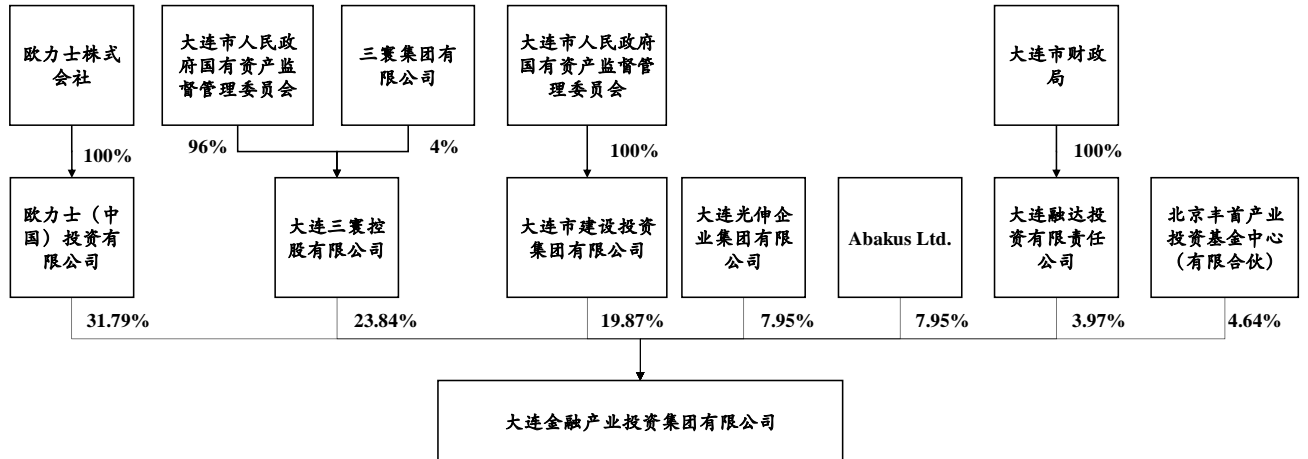 欧力士株式
会社
大连市人民政
府国有资产监
督管理委员会
三寰集团有
限公司
大连市人民政府
国有资产监督管
理委员会
大连市财政
局
100%
96%
4%
100%
100%
欧力士（中
国）投资有
限公司
大连三寰控
股有限公司
大连市建设投资
集团有限公司
大连光伸企
业集团有限
公司
Abakus Ltd.
大连融达投
资有限责任
公司
北京丰首产业
投资基金中心
（有限合伙）
31.79%
23.84%
19.87%
7.95%
7.95%
3.97%
4.64%
大连金融产业投资集团有限公司